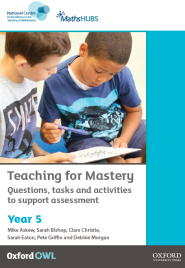 National Centre
for Excellence in the
Teaching of Mathematics
MathsHUBS
Teaching for Mastery
Questions, tasks and activities
to support assessment
Year 5
Mike Askew, Sarah Bishop, Clare Christie,
Sarah Eaton, Pete Griffin and Debbie Morgan
Oxford OWL
OXFORD
UNIVERSITY PRESS